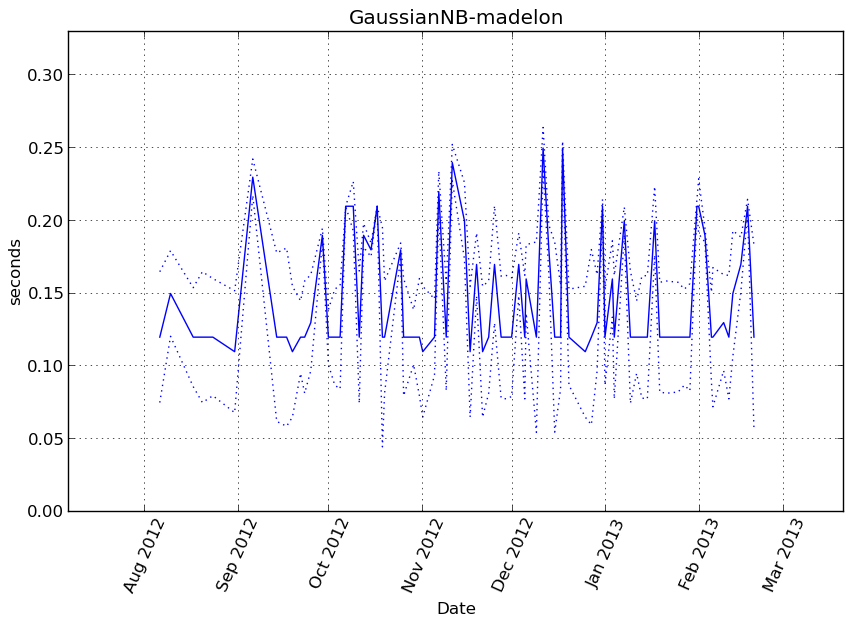 GaussianNB-madelon
0.30
0.25
0.20
0.15
0.10
0.05
0.00
seconds
Aug 2012
Sep 2012
Oct 2012
Nov 2012
Dec 2012
Jan 2013
Feb 2013
Mar 2013
Date